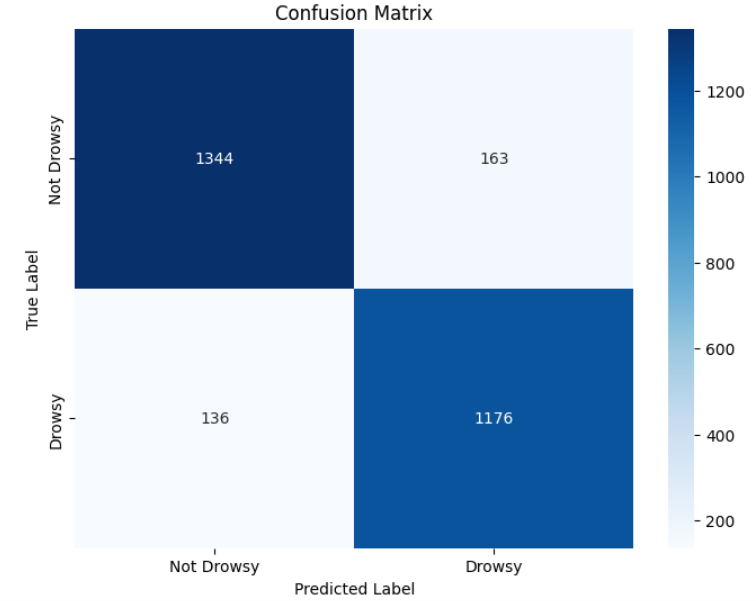 Confusion Matrix
True Label
Not Drowsy
1344
163
Drowsy
136
1176
Not Drowsy
Drowsy
Predicted Label
1200
1000
800
600
400
200